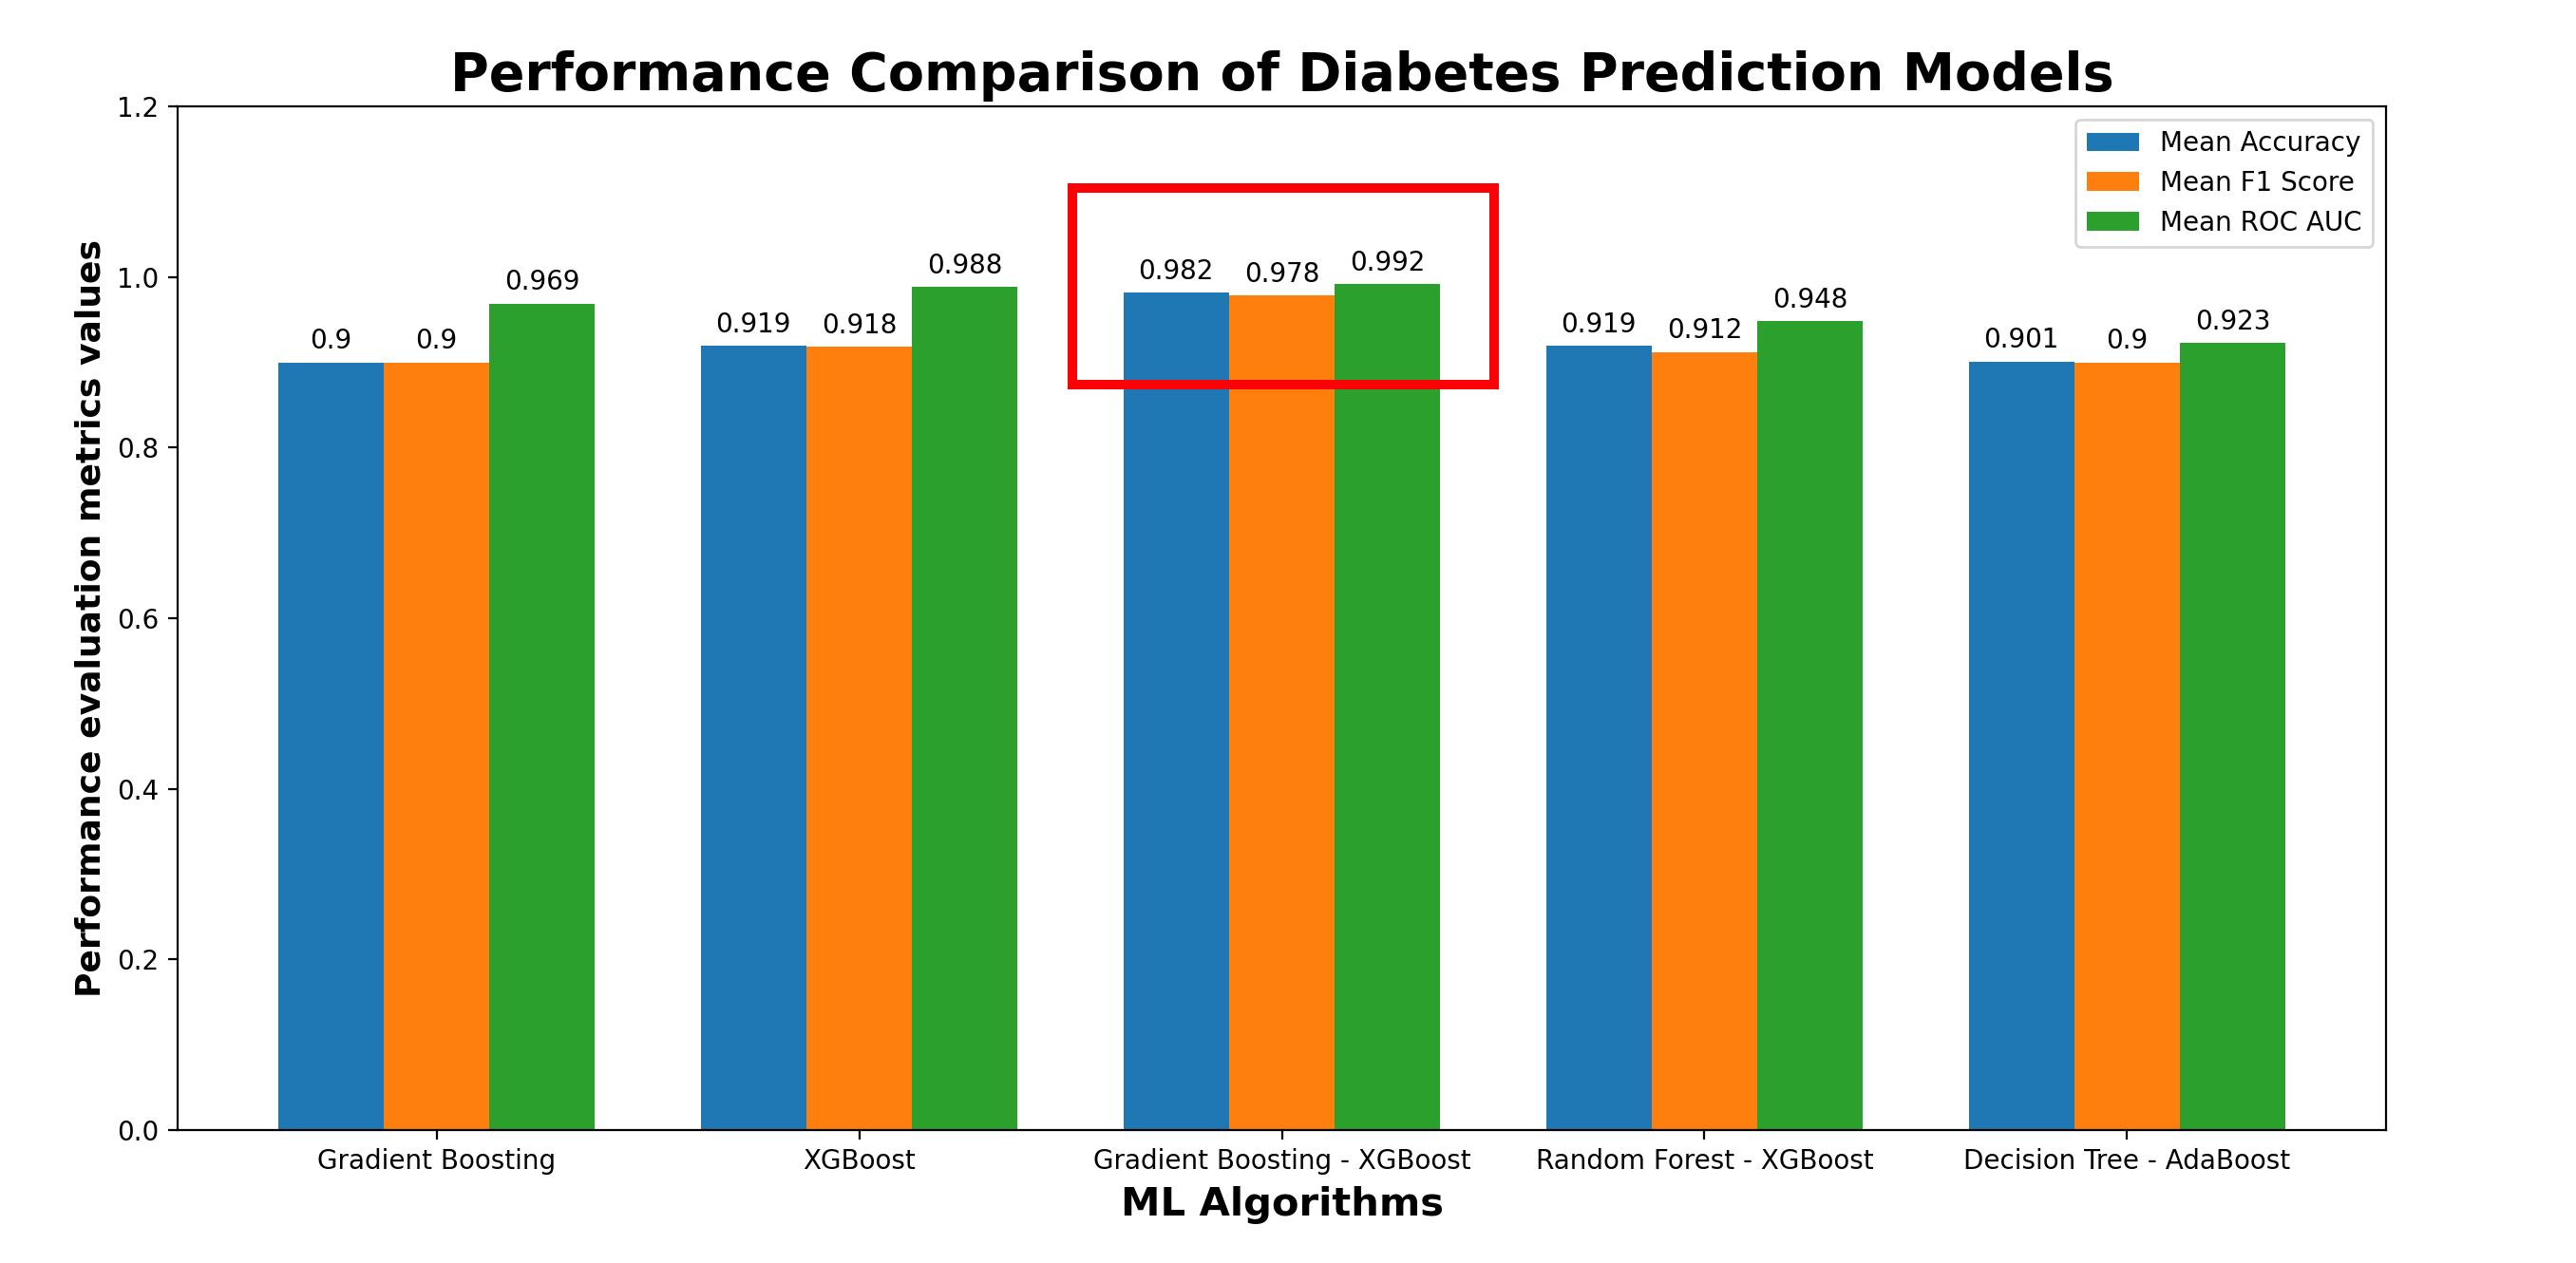 Performance Comparison of Diabetes Prediction Models
Performance evaluation metrics values
1.2
1.0
0.8
0.6
0.4
0.2
0.0
Mean Accuracy
Mean F1 Score
Mean ROC AUC
0.9 0.9 0.969
0.919 0.918 0.988
0.982 0.978 0.992
0.919 0.912 0.948
0.901 0.9 0.923
Gradient Boosting
XGBoost
Gradient Boosting - XGBoost
Random Forest - XGBoost
Decision Tree - AdaBoost
ML Algorithms